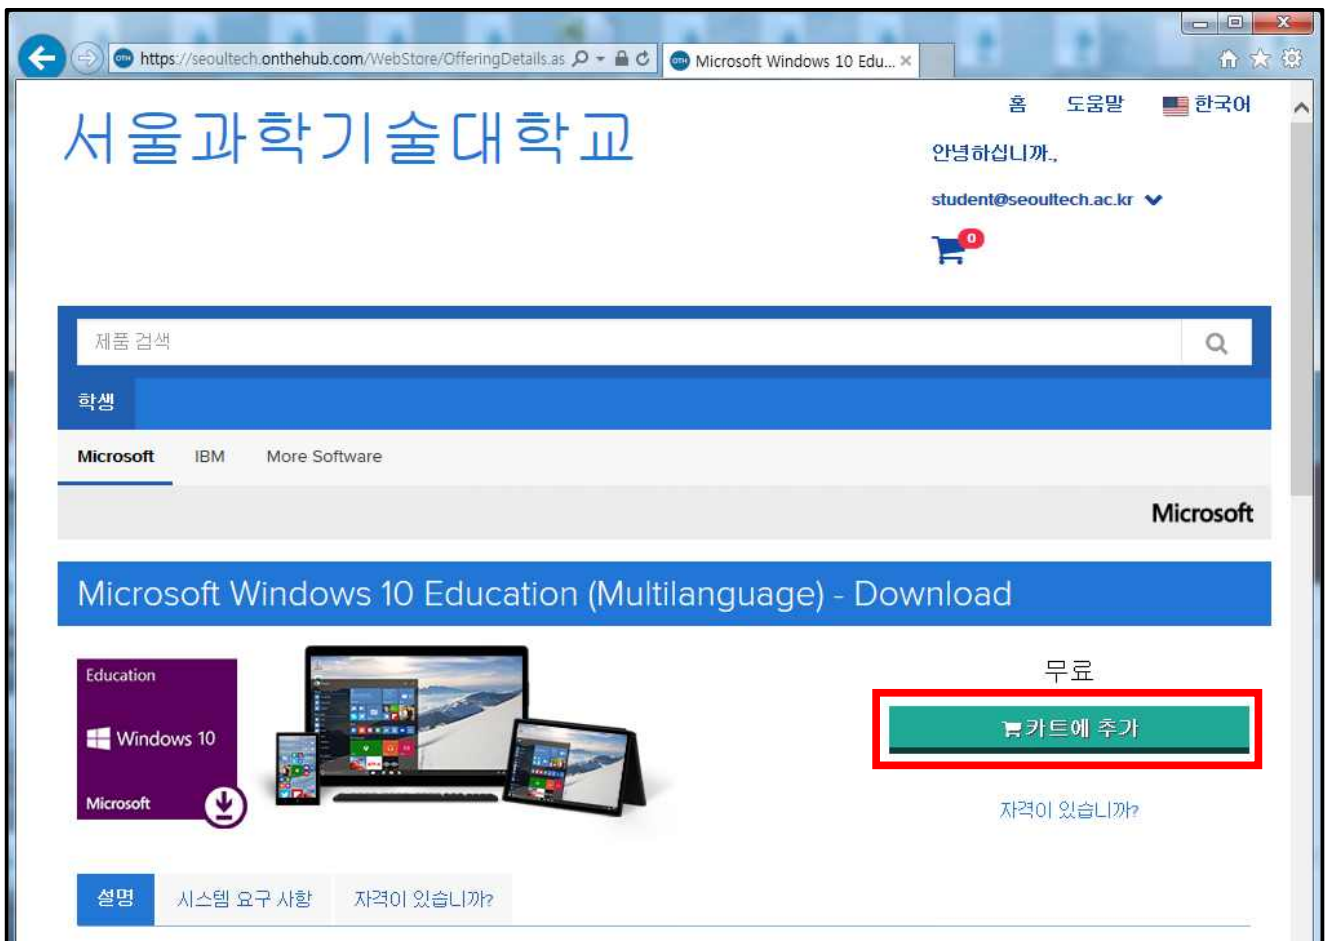 https://seoultech.onthehub.com/WebStore/OfferingDetails.as
Microsoft Windows 10 Edu...
홈 도움말 한국어
서울과학기술대학교
안녕하십니까.,
student@seoultech.ac.kr
0
제품 검색
학생
Microsoft IBM More Software
Microsoft
Microsoft Windows 10 Education (Multilanguage) - Download
Education
Windows 10
Microsoft
무료
카트에 추가
자격이 있습니까?
설명 시스템 요구 사항 자격이 있습니까?